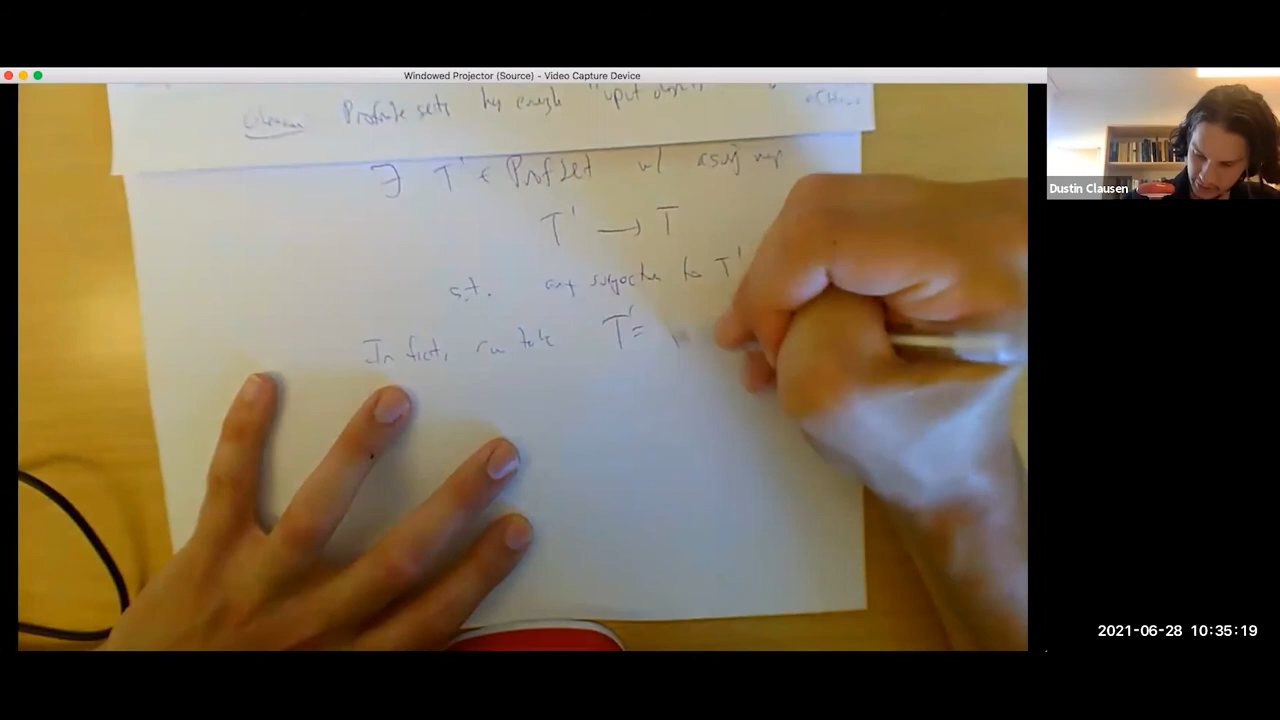 Windowed Projector (Source) - Video Capture Device
Profinite sets has enough
∃ T' ∈ ProfSet w/ a surj map
T' → T
s.t. any surjection to T'
In fact, can take T' =
Dustin Clausen
2021-06-28 10:35:19